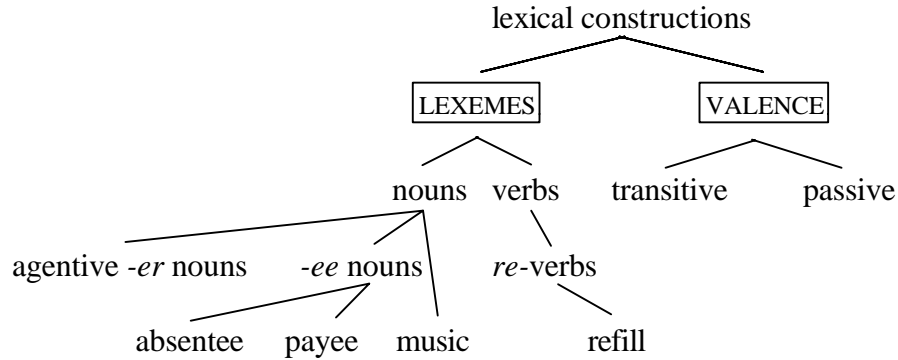 lexical constructions
LEXEMES VALENCE
nouns verbs transitive passive
agentive -er nouns -ee nouns re-verbs
absentee payee music refill